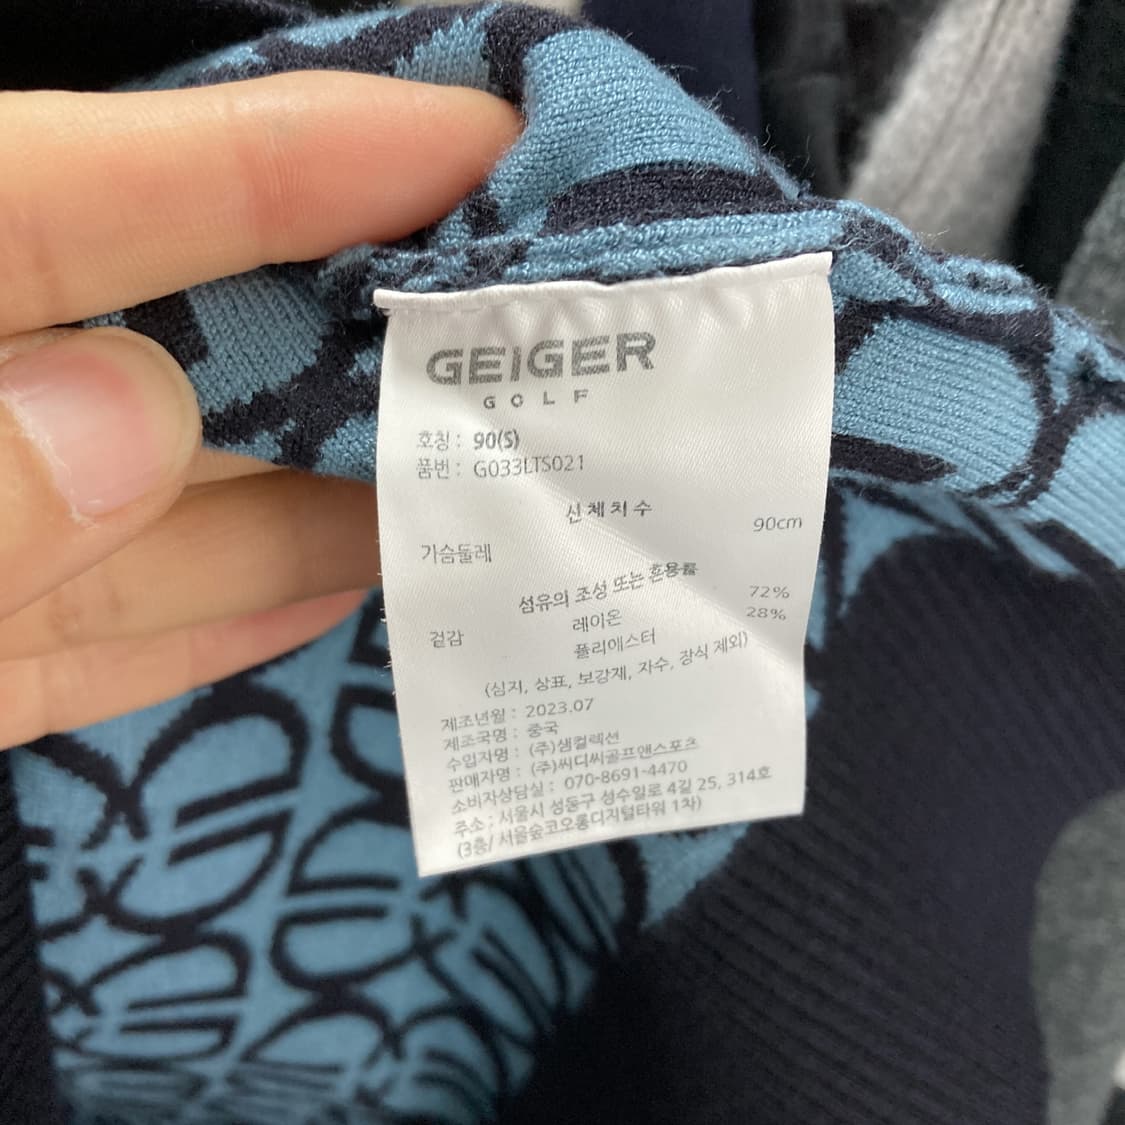 GEIGER
GOLF
호칭 : 90(S)
품번 : G033LTS021
신체치수
가슴둘레 90cm
섬유의 조성 또는 혼용률
겉감 레이온 72%
폴리에스터 28%
(심지, 상표, 보강재, 자수, 장식 제외)
제조년월 : 2023.07
제조국명 : 중국
수입자명 : (주)샘컬렉션
판매자명 : (주)씨디씨골프앤스포츠
소비자상담실 : 070-8691-4470
주소 : 서울시 성동구 성수일로 4길 25, 314호
(3층/ 서울숲코오롱디지털타워 1차)